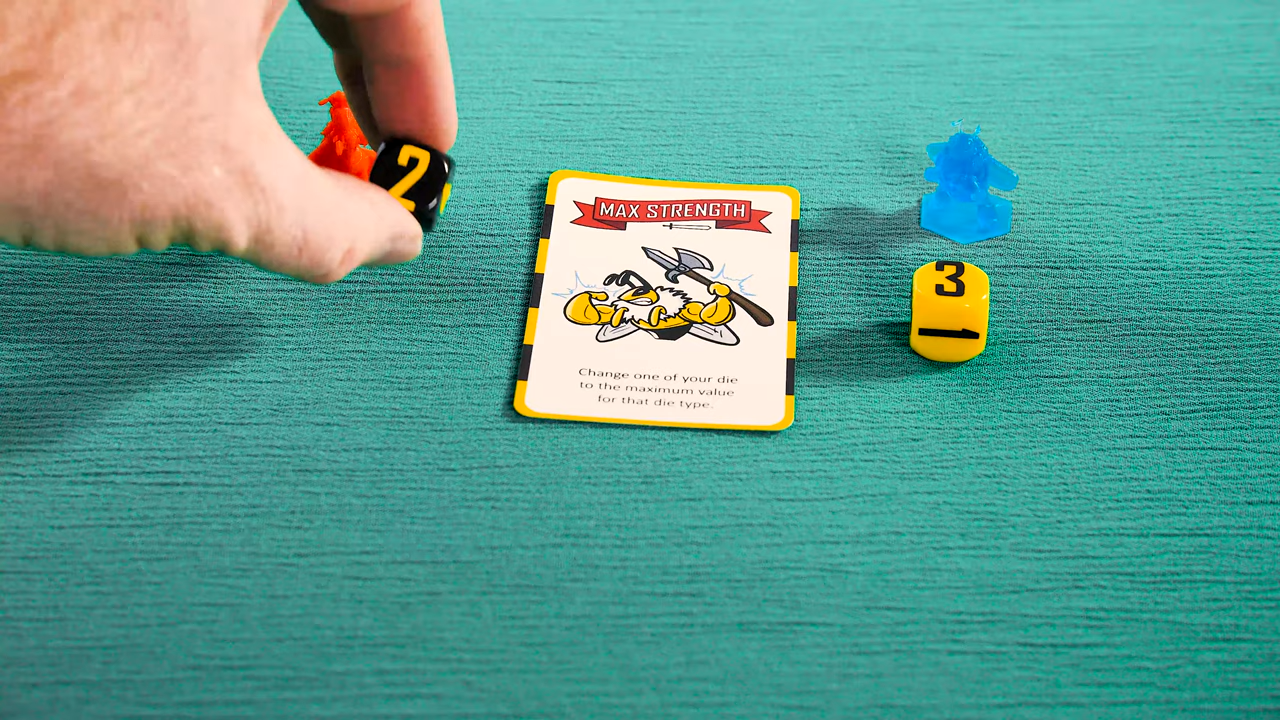 2
MAX STRENGTH
3
1
Change one of your die
to the maximum value
for that die type.